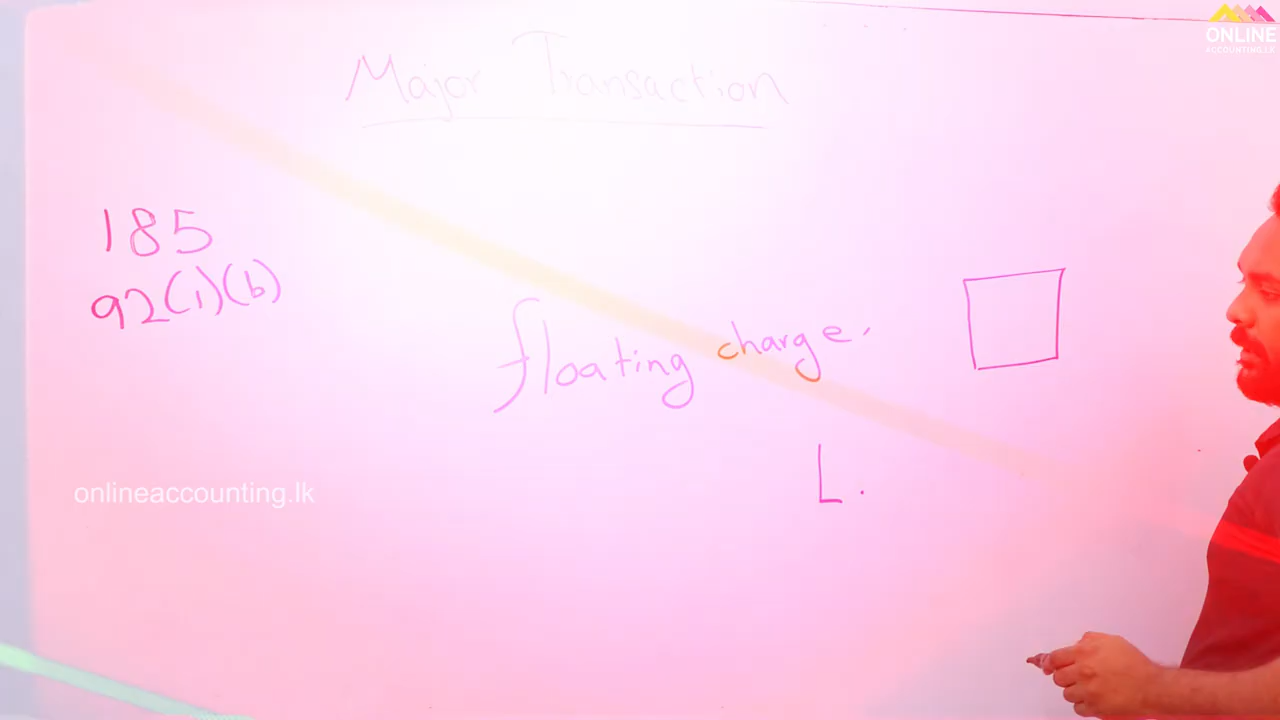 ONLINE
ACCOUNTING.LK
Major Transaction
185
92(1)(b)
floating charge.
L.
onlineaccounting.lk